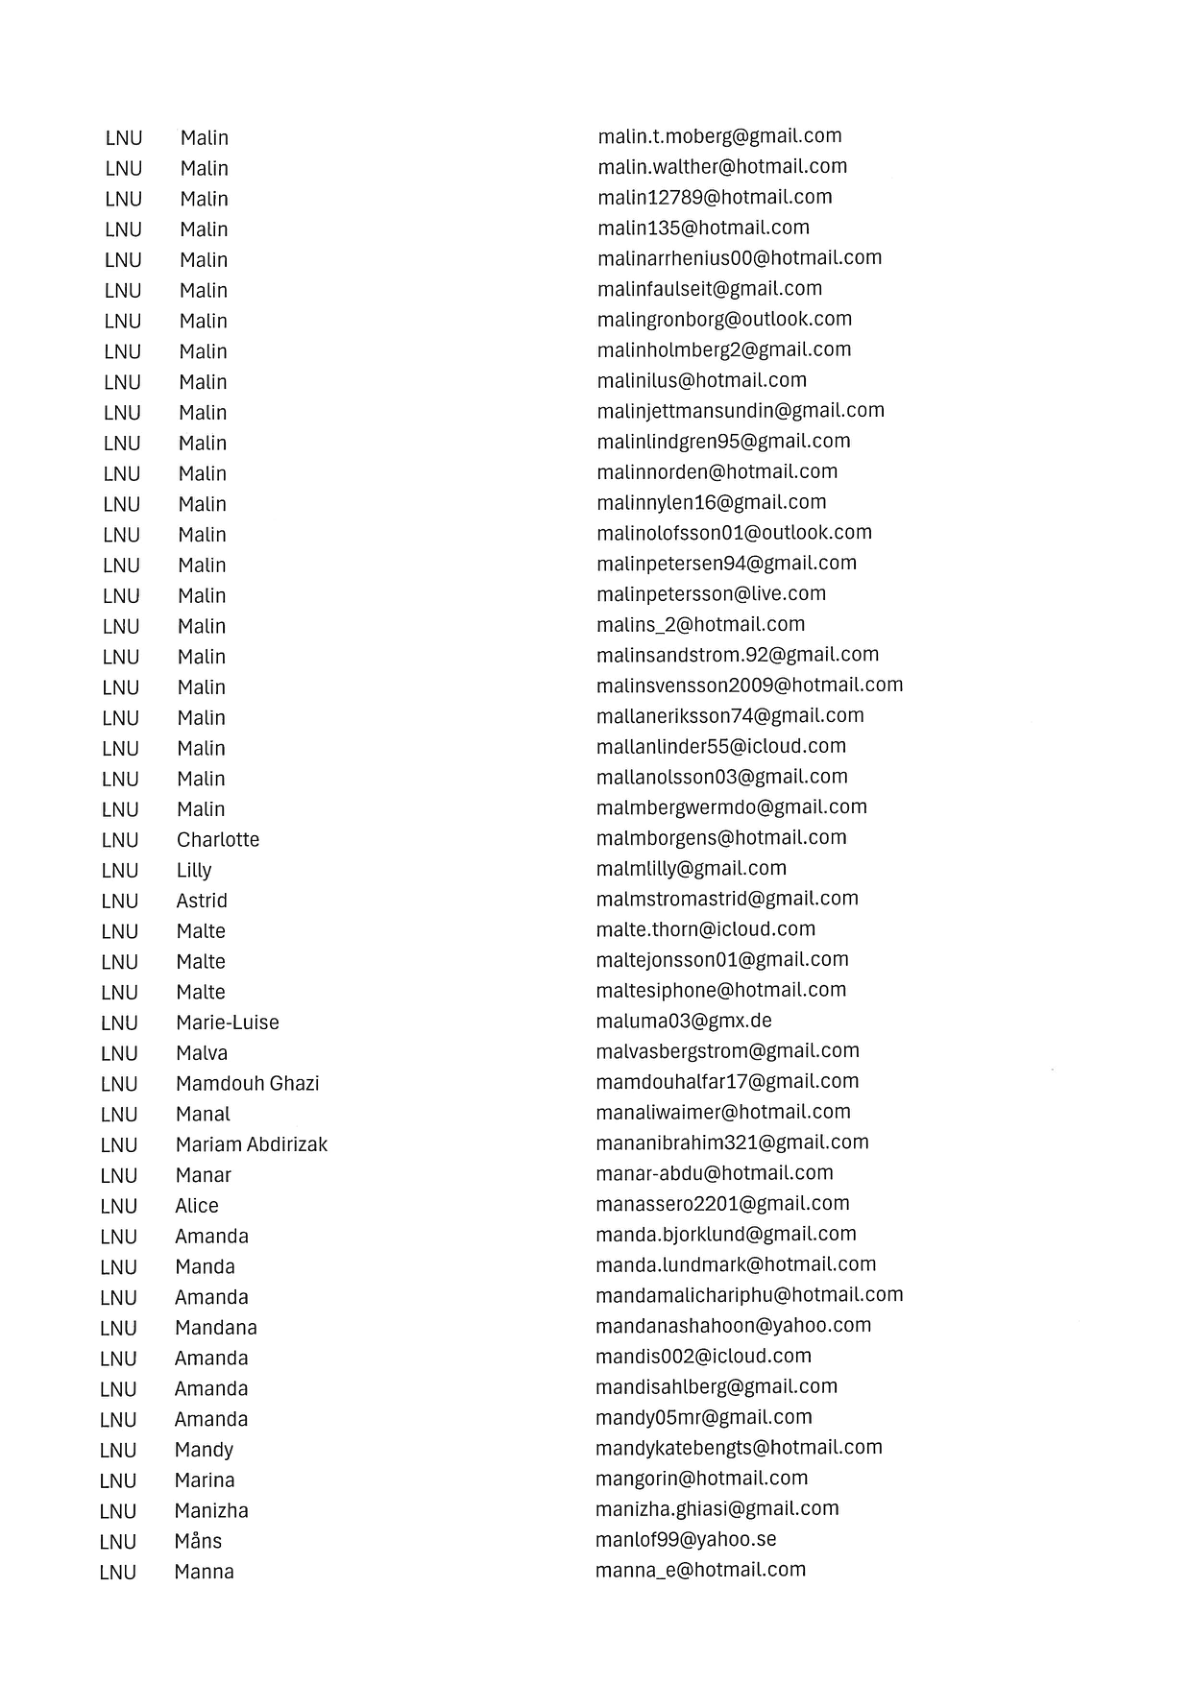 LNU Malin malin.t.moberg@gmail.com
LNU Malin malin.walther@hotmail.com
LNU Malin malin12789@hotmail.com
LNU Malin malin135@hotmail.com
LNU Malin malinarrhenius00@hotmail.com
LNU Malin malinfaulseit@gmail.com
LNU Malin malingronborg@outlook.com
LNU Malin malinholmberg2@gmail.com
LNU Malin malinilus@hotmail.com
LNU Malin malinjettmansundin@gmail.com
LNU Malin malinlindgren95@gmail.com
LNU Malin malinnorden@hotmail.com
LNU Malin malinnylen16@gmail.com
LNU Malin malinolofsson01@outlook.com
LNU Malin malinpetersen94@gmail.com
LNU Malin malinpetersson@live.com
LNU Malin malins_2@hotmail.com
LNU Malin malinsandstrom.92@gmail.com
LNU Malin malinsvensson2009@hotmail.com
LNU Malin mallaneriksson74@gmail.com
LNU Malin mallanlinder55@icloud.com
LNU Malin mallanolsson03@gmail.com
LNU Malin malmbergwermdo@gmail.com
LNU Charlotte malmborgens@hotmail.com
LNU Lilly malmlilly@gmail.com
LNU Astrid malmstromastrid@gmail.com
LNU Malte malte.thorn@icloud.com
LNU Malte maltejonsson01@gmail.com
LNU Malte maltesiphone@hotmail.com
LNU Marie-Luise maluma03@gmx.de
LNU Malva malvasbergstrom@gmail.com
LNU Mamdouh Ghazi mamdouhalfar17@gmail.com
LNU Manal manaliwaimer@hotmail.com
LNU Mariam Abdirizak mananibrahim321@gmail.com
LNU Manar manar-abdu@hotmail.com
LNU Alice manassero2201@gmail.com
LNU Amanda manda.bjorklund@gmail.com
LNU Manda manda.lundmark@hotmail.com
LNU Amanda mandamalichariphu@hotmail.com
LNU Mandana mandanashahoon@yahoo.com
LNU Amanda mandis002@icloud.com
LNU Amanda mandisahlberg@gmail.com
LNU Amanda mandy05mr@gmail.com
LNU Mandy mandykatebengts@hotmail.com
LNU Marina mangorin@hotmail.com
LNU Manizha manizha.ghiasi@gmail.com
LNU Måns manlof99@yahoo.se
LNU Manna manna_e@hotmail.com